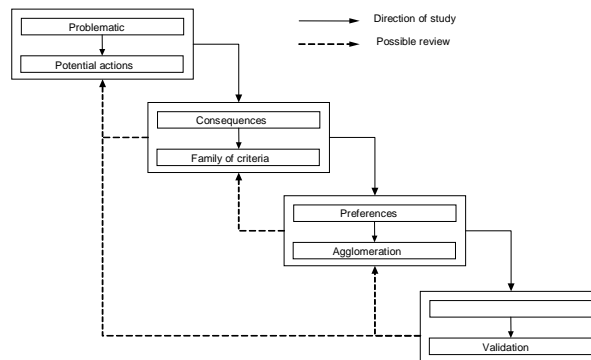 Problematic
Potential actions
Direction of study
Possible review
Consequences
Family of criteria
Preferences
Agglomeration
Validation